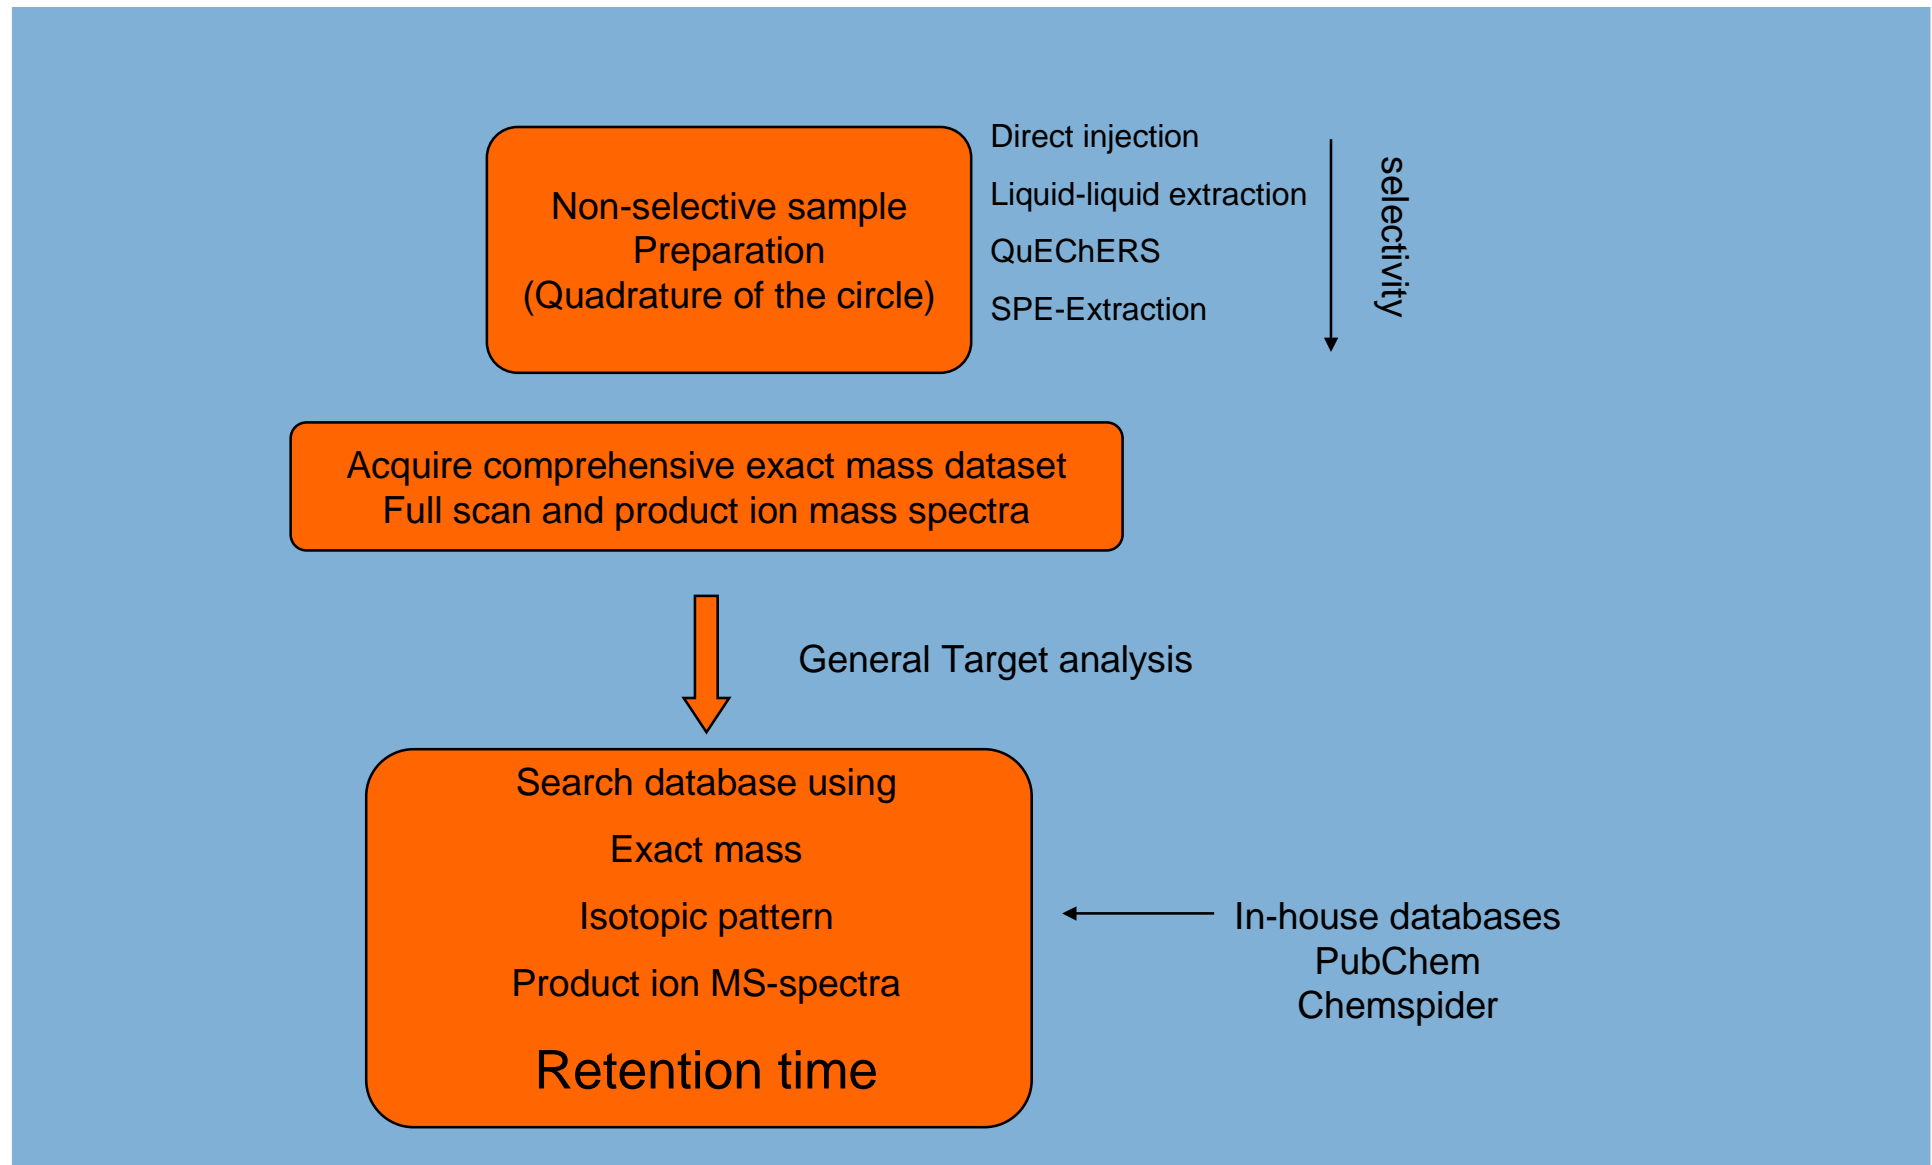 Non-selective sample
Preparation
(Quadrature of the circle)
Direct injection
Liquid-liquid extraction
QuEChERS
SPE-Extraction
selectivity
Acquire comprehensive exact mass dataset
Full scan and product ion mass spectra
General Target analysis
Search database using
Exact mass
Isotopic pattern
Product ion MS-spectra
Retention time
In-house databases
PubChem
Chemspider